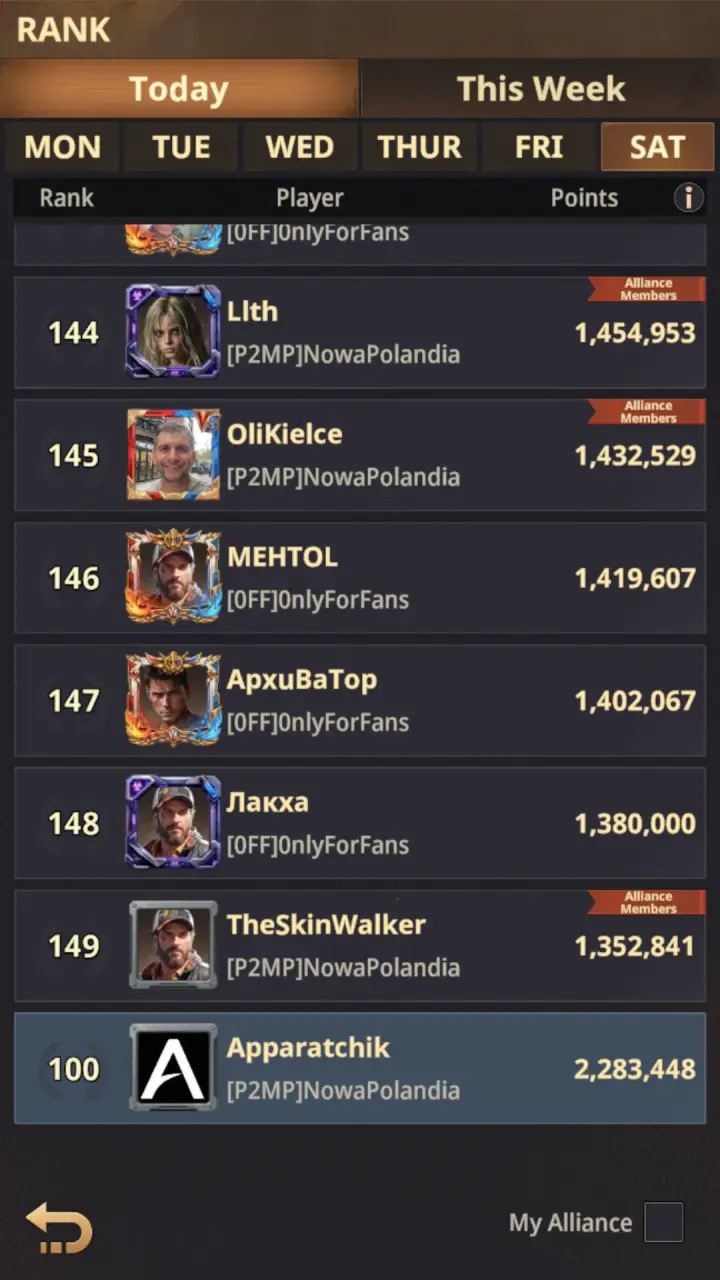 RANK
Today
This Week
MON TUE WED THUR FRI SAT
Rank Player Points
[0FF]0nlyForFans
144
Llth
[P2MP]NowaPolandia
Alliance
Members
1,454,953
145
OliKielce
[P2MP]NowaPolandia
Alliance
Members
1,432,529
146
MEHTOL
[0FF]0nlyForFans
1,419,607
147
ApxuBaTop
[0FF]0nlyForFans
1,402,067
148
Лакха
[0FF]0nlyForFans
1,380,000
149
TheSkinWalker
[P2MP]NowaPolandia
Alliance
Members
1,352,841
100
Apparatchik
[P2MP]NowaPolandia
2,283,448
My Alliance